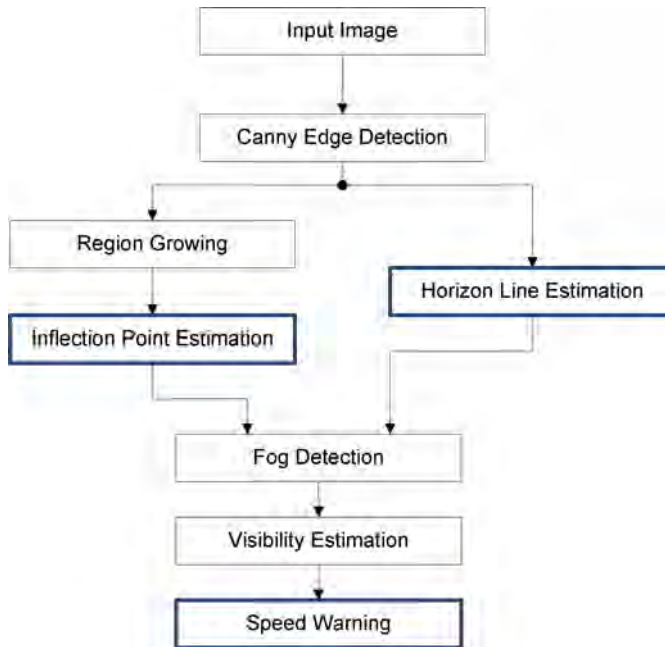 Input Image
Canny Edge Detection
Region Growing
Horizon Line Estimation
Inflection Point Estimation
Fog Detection
Visibility Estimation
Speed Warning